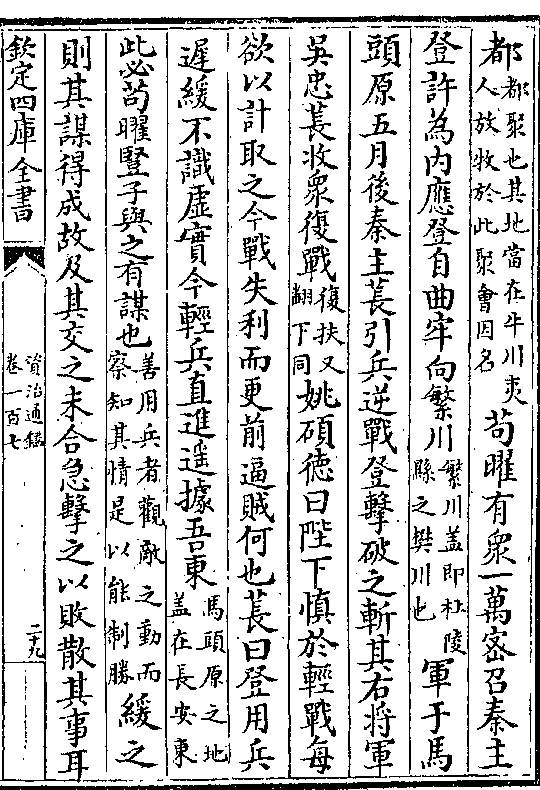 都都聚也其地當在牛川夷人放牧於此聚會因名苟曜有衆一萬宻召秦主
登許為内應登自曲牢向繁川繁川盖即杜陵縣之樊川也軍于馬
頭原五月後秦主萇引兵逆戰登擊破之斬其右將軍
吳忠萇收衆復戰復扶又翻下同姚碩徳曰陛下慎於輕戰每
欲以計取之今戰失利而更前逼賊何也萇曰登用兵
遲緩不識虛實今輕兵直進遥據吾東馬頭原之地盖在長安東
此必苟曜豎子與之有謀也善用兵者觀敵之動而察知其情是以能制勝緩之
則其謀得成故及其交之未合急擊之以敗散其事耳
欽定四庫全書
資治通鑑
卷一百七
二十九